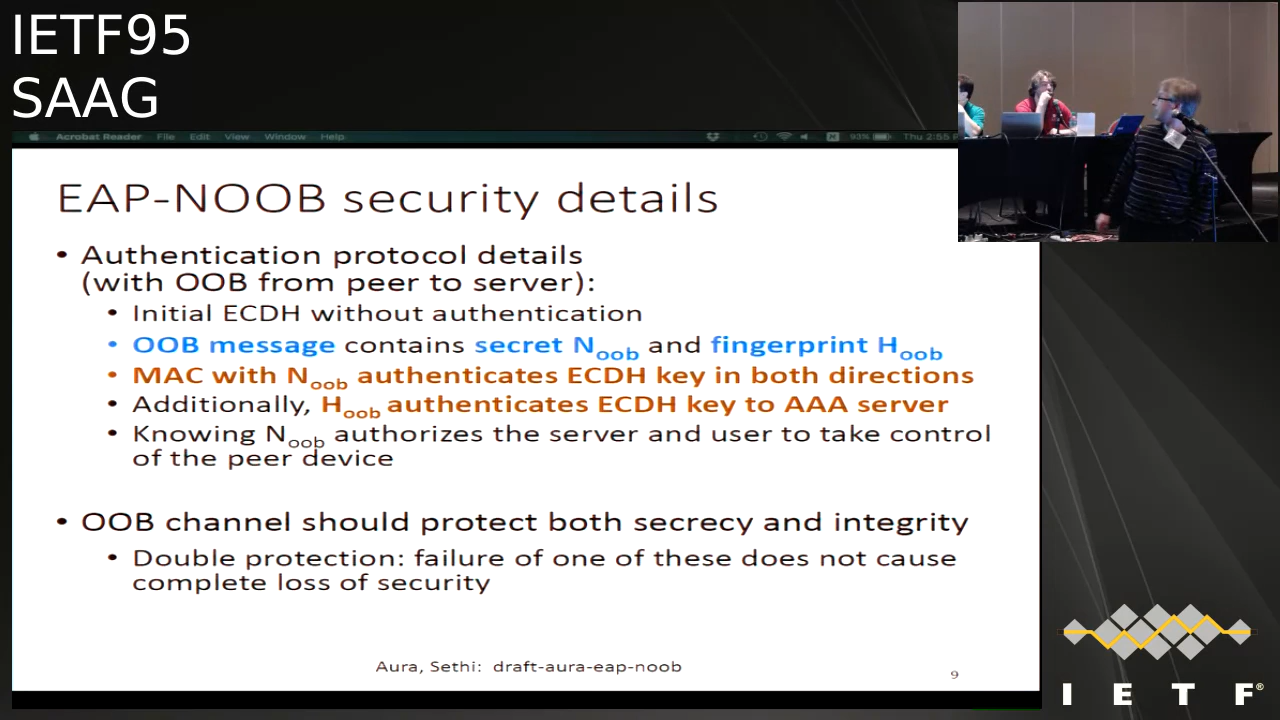 IETF95
SAAG
Acrobat Reader File Edit View Window Help 93% Thu 2:55 P
EAP-NOOB security details
• Authentication protocol details
(with OOB from peer to server):
• Initial ECDH without authentication
• OOB message contains secret Noob and fingerprint Hoob
• MAC with Noob authenticates ECDH key in both directions
• Additionally, Hoob authenticates ECDH key to AAA server
• Knowing Noob authorizes the server and user to take control
of the peer device
• OOB channel should protect both secrecy and integrity
• Double protection: failure of one of these does not cause
complete loss of security
Aura, Sethi: draft-aura-eap-noob
9
I E T F®